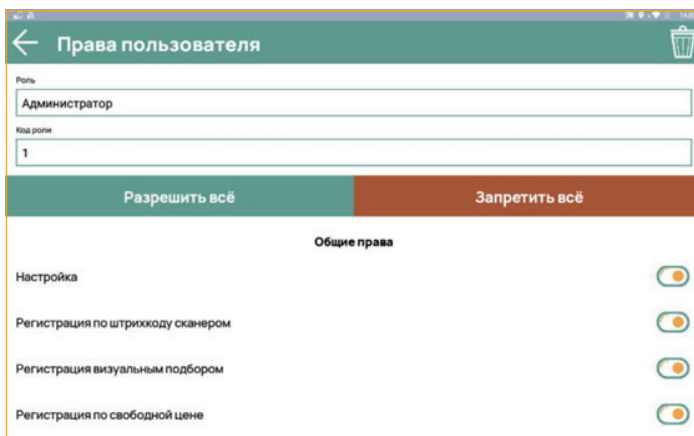 Права пользователя
Роль
Администратор
Код роли
1
Разрешить всё
Запретить всё
Общие права
Настройка
Регистрация по штрихкоду сканером
Регистрация визуальным подбором
Регистрация по свободной цене